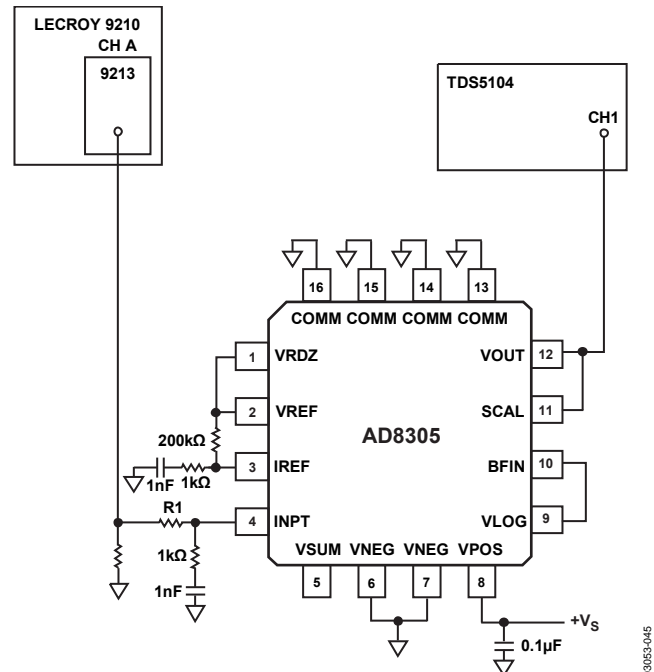 LECROY 9210
CH A
9213
TDS5104
CH1
16 15 14 13
COMM COMM COMM COMM
1 VRDZ
VOUT 12
2 VREF
SCAL 11
200kΩ
AD8305
3 IREF
BFIN 10
1nF 1kΩ
R1
4 INPT
VLOG 9
1kΩ
VSUM VNEG VNEG VPOS
5 6 7 8
1nF
+VS
0.1µF
03053-045